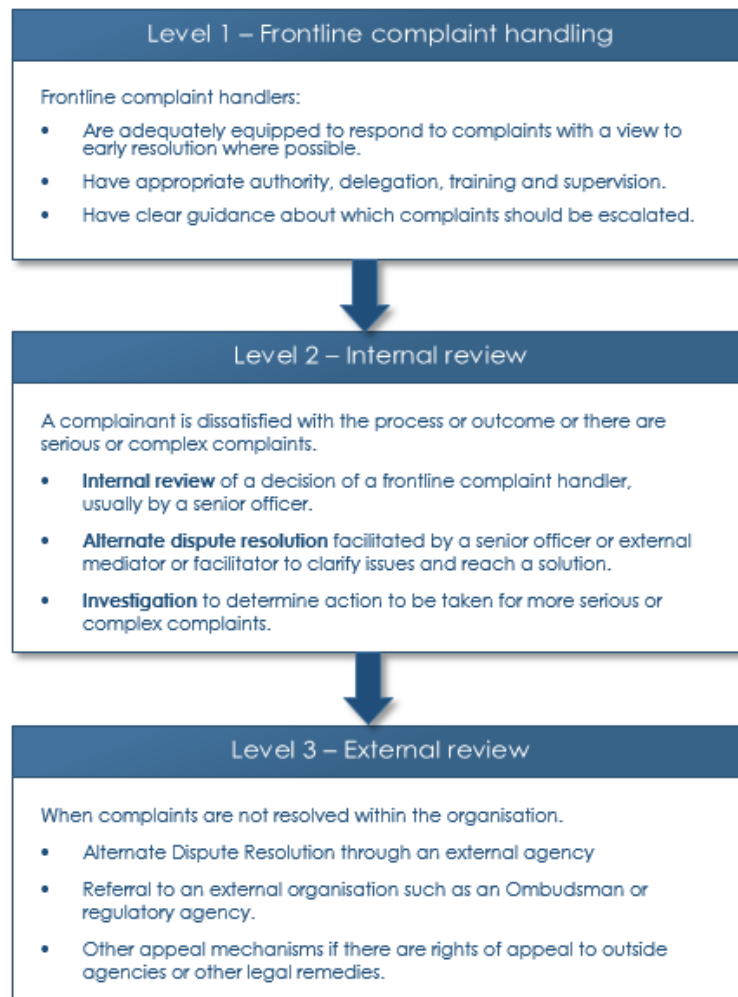 Level 1 – Frontline complaint handling
Frontline complaint handlers:
• Are adequately equipped to respond to complaints with a view to
early resolution where possible.
• Have appropriate authority, delegation, training and supervision.
• Have clear guidance about which complaints should be escalated.
Level 2 – Internal review
A complainant is dissatisfied with the process or outcome or there are
serious or complex complaints.
• Internal review of a decision of a frontline complaint handler,
usually by a senior officer.
• Alternate dispute resolution facilitated by a senior officer or external
mediator or facilitator to clarify issues and reach a solution.
• Investigation to determine action to be taken for more serious or
complex complaints.
Level 3 – External review
When complaints are not resolved within the organisation.
• Alternate Dispute Resolution through an external agency
• Referral to an external organisation such as an Ombudsman or
regulatory agency.
• Other appeal mechanisms if there are rights of appeal to outside
agencies or other legal remedies.